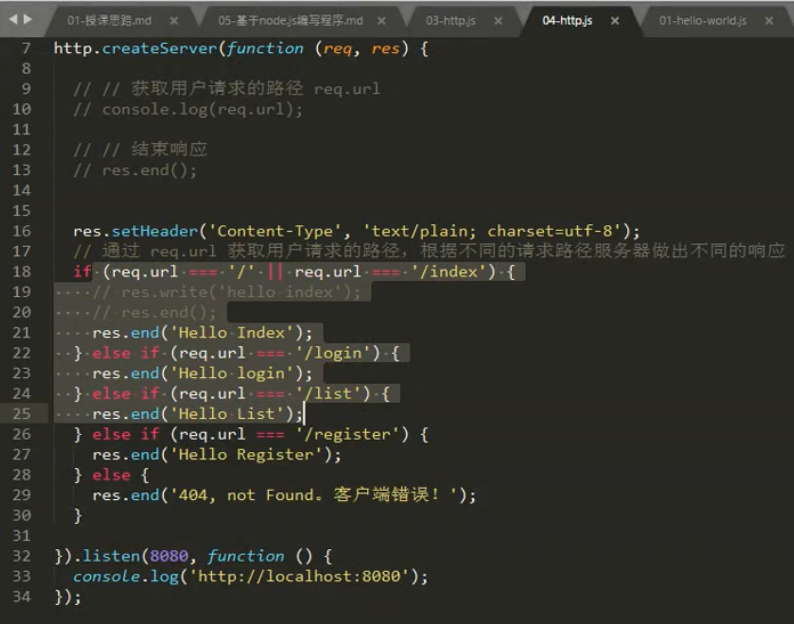 01-授课思路.md × 05-基于node.js编写程序.md × 03-http.js × 04-http.js × 01-hello-world.js ×
7 http.createServer(function (req, res) {
8
9 // // 获取用户请求的路径 req.url
10 // console.log(req.url);
11
12 // // 结束响应
13 // res.end();
14
15
16 res.setHeader('Content-Type', 'text/plain; charset=utf-8');
17 // 通过 req.url 获取用户请求的路径, 根据不同的请求路径服务器做出不同的响应
18 if (req.url === '/' || req.url === '/index') {
19 // res.write('hello index');
20 // res.end();
21 res.end('Hello Index');
22 } else if (req.url === '/login') {
23 res.end('Hello login');
24 } else if (req.url === '/list') {
25 res.end('Hello List');
26 } else if (req.url === '/register') {
27 res.end('Hello Register');
28 } else {
29 res.end('404, not Found。客户端错误! ');
30 }
31
32 }).listen(8080, function () {
33 console.log('http://localhost:8080');
34 });